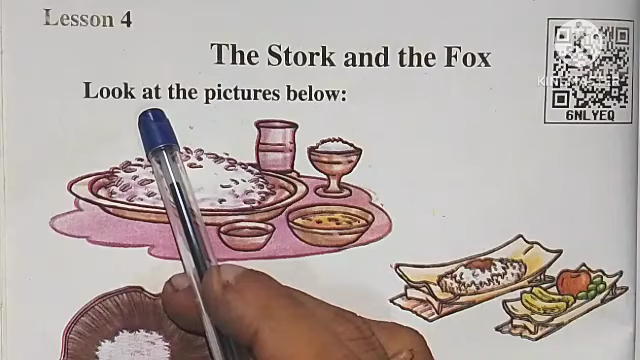 Lesson 4
The Stork and the Fox
Look at the pictures below:
6NLYEQ